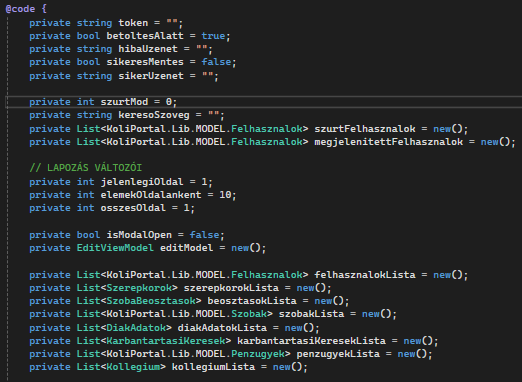 @code {
private string token = "";
private bool betoltesAlatt = true;
private string hibaUzenet = "";
private bool sikeresMentes = false;
private string sikerUzenet = "";
private int szurtMod = 0;
private string keresoSzoveg = "";
private List<KoliPortal.Lib.MODEL.Felhasznalok> szurtFelhasznalok = new();
private List<KoliPortal.Lib.MODEL.Felhasznalok> megjelenitettFelhasznalok = new();
// LAPOZÁS VÁLTOZÓI
private int jelenlegiOldal = 1;
private int elemekOldalankent = 10;
private int osszesOldal = 1;
private bool isModalOpen = false;
private EditViewModel editModel = new();
private List<KoliPortal.Lib.MODEL.Felhasznalok> felhasznalokLista = new();
private List<Szerepkorok> szerepkorokLista = new();
private List<SzobaBeosztasok> beosztasokLista = new();
private List<KoliPortal.Lib.MODEL.Szobak> szobakLista = new();
private List<DiakAdatok> diakAdatokLista = new();
private List<KarbantartasiKeresek> karbantartasiKeresekLista = new();
private List<KoliPortal.Lib.MODEL.Penzugyek> penzugyekLista = new();
private List<Kollegium> kollegiumLista = new();